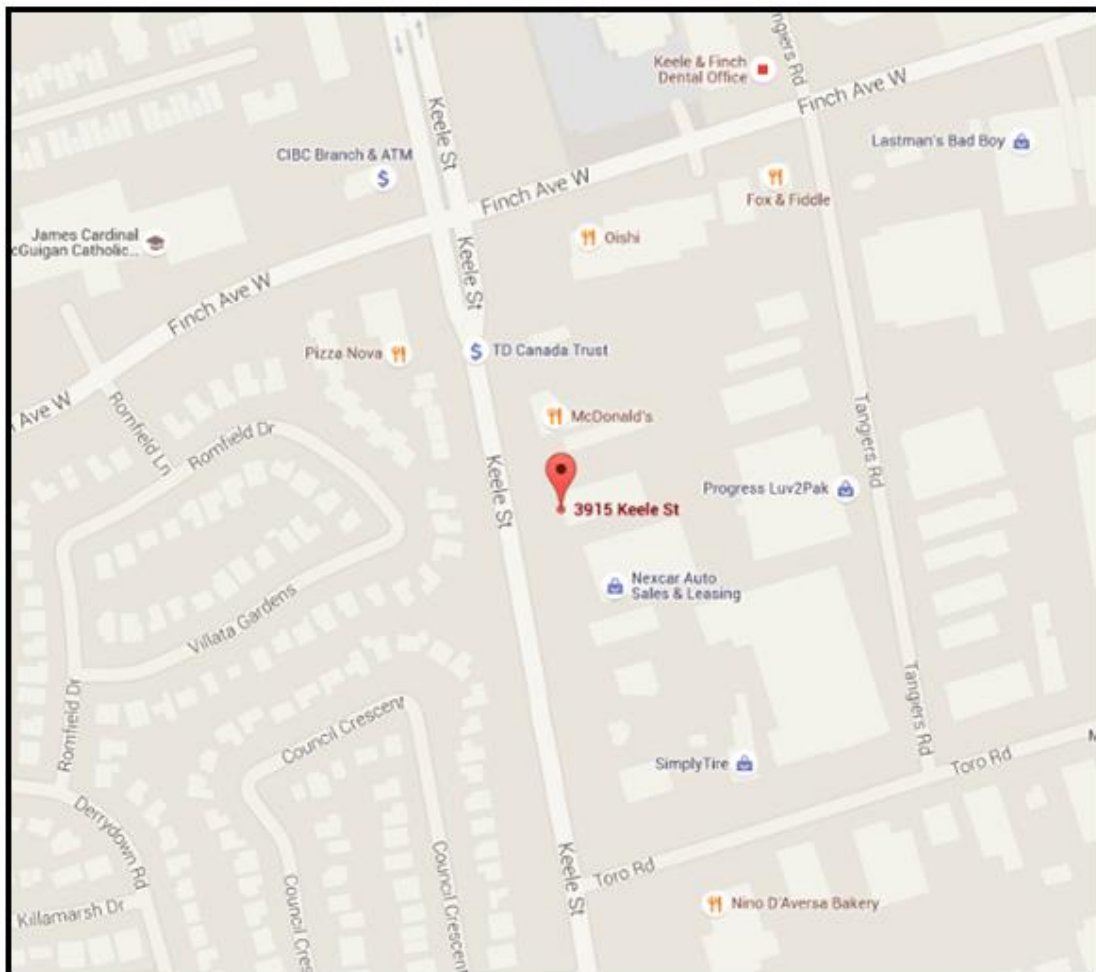 Tangiers Rd
Keele & Finch
Dental Office
Keele St
Finch Ave W
Lastman's Bad Boy
CIBC Branch & ATM
$
Finch Ave W
Fox & Fiddle
James Cardinal
cGuigan Catholic...
Oishi
Keele St
Finch Ave W
Pizza Nova
$
TD Canada Trust
Ave W
Romfield Ln
Romfield Dr
McDonald's
Tangiers Rd
Keele St
3915 Keele St
Progress Luv2Pak
Nexcar Auto
Sales & Leasing
Villata Gardens
Romfield Dr
Council Crescent
Tangiers Rd
SimplyTire
Toro Rd
M
Derrydown Rd
Keele St
Toro Rd
Council Cres
Council Crescent
Killamarsh Dr
Nino D'Aversa Bakery